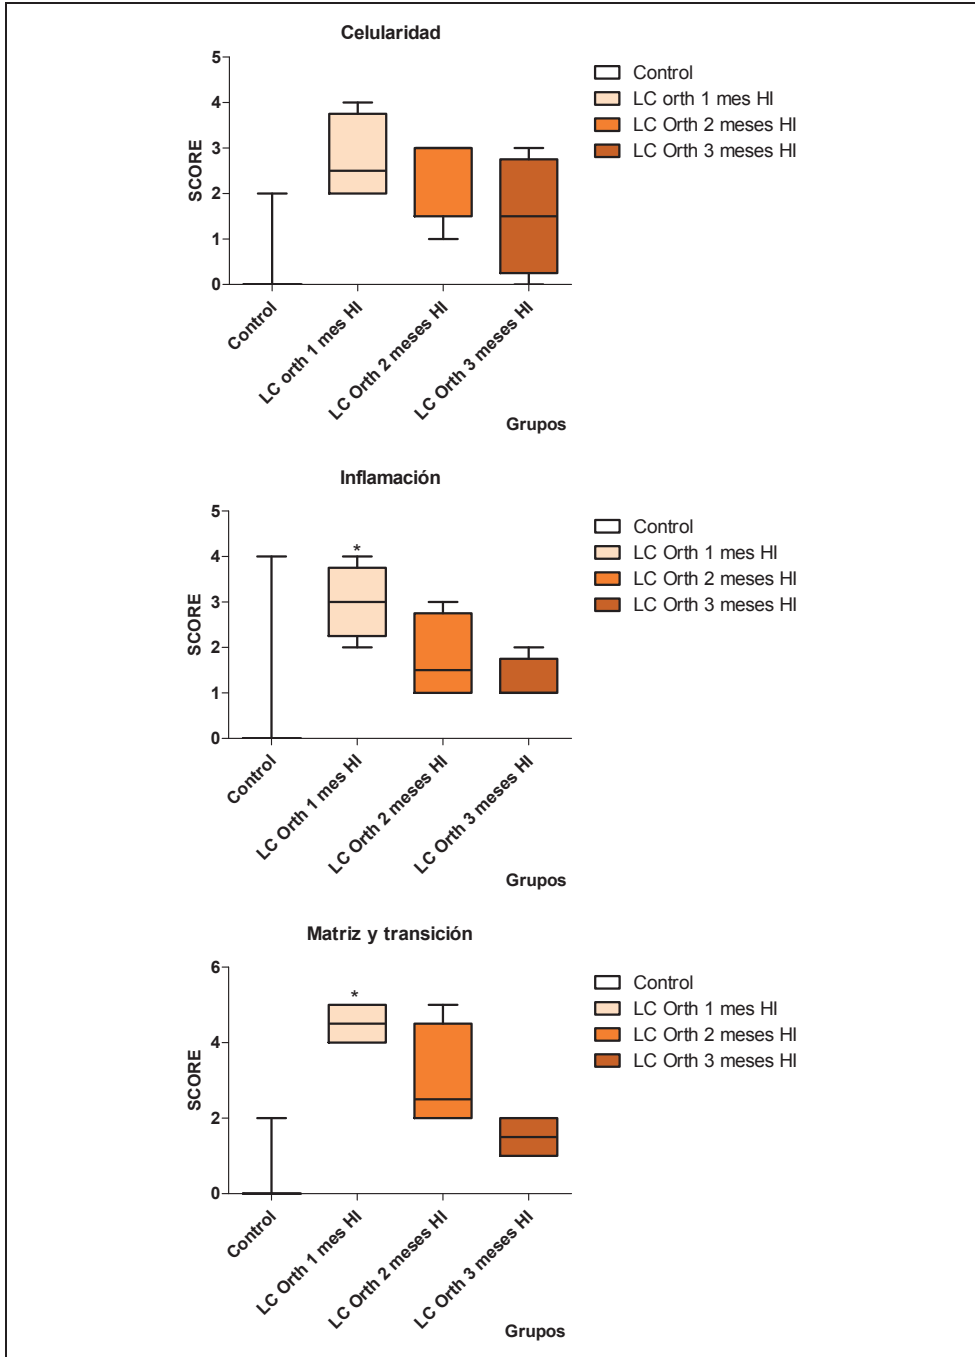 Celularidad
5
4
3
2
1
0
SCORE
Control
LC orth 1 mes HI
LC Orth 2 meses HI
LC Orth 3 meses HI
Grupos
Control
LC orth 1 mes HI
LC Orth 2 meses HI
LC Orth 3 meses HI
Inflamación
5
4
3
2
1
0
SCORE
*
Control
LC Orth 1 mes HI
LC Orth 2 meses HI
LC Orth 3 meses HI
Grupos
Control
LC Orth 1 mes HI
LC Orth 2 meses HI
LC Orth 3 meses HI
Matriz y transición
6
4
2
0
SCORE
*
Control
LC Orth 1 mes HI
LC Orth 2 meses HI
LC Orth 3 meses HI
Grupos
Control
LC Orth 1 mes HI
LC Orth 2 meses HI
LC Orth 3 meses HI